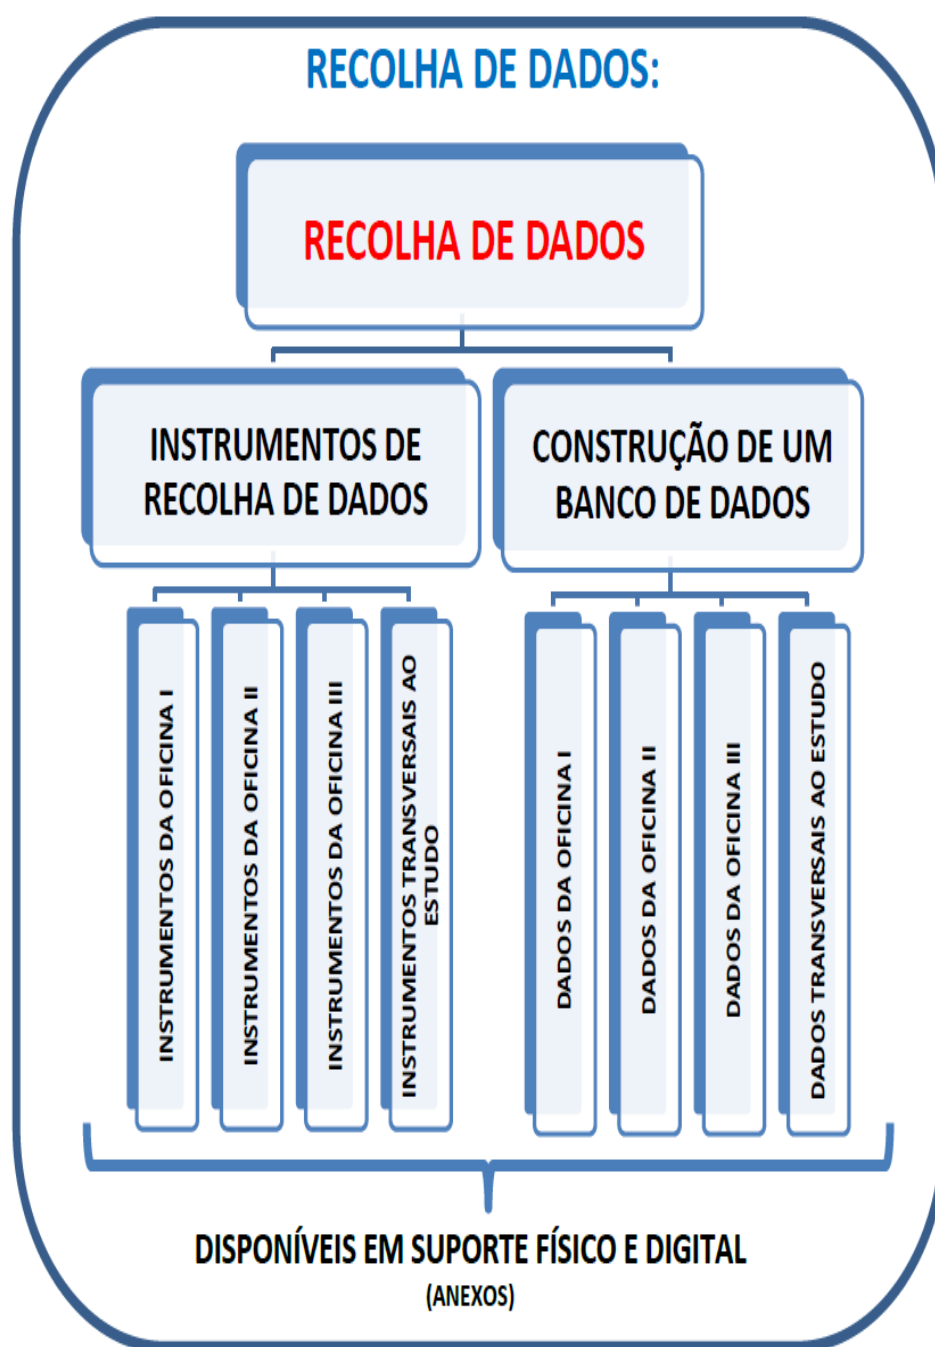 RECOLHA DE DADOS:
RECOLHA DE DADOS
INSTRUMENTOS DE
RECOLHA DE DADOS
CONSTRUÇÃO DE UM
BANCO DE DADOS
INSTRUMENTOS DA OFICINA I
INSTRUMENTOS DA OFICINA II
INSTRUMENTOS DA OFICINA III
INSTRUMENTOS TRANSVERSAIS AO
ESTUDO
DADOS DA OFICINA I
DADOS DA OFICINA II
DADOS DA OFICINA III
DADOS TRANSVERSAIS AO ESTUDO
DISPONÍVEIS EM SUPORTE FÍSICO E DIGITAL
(ANEXOS)